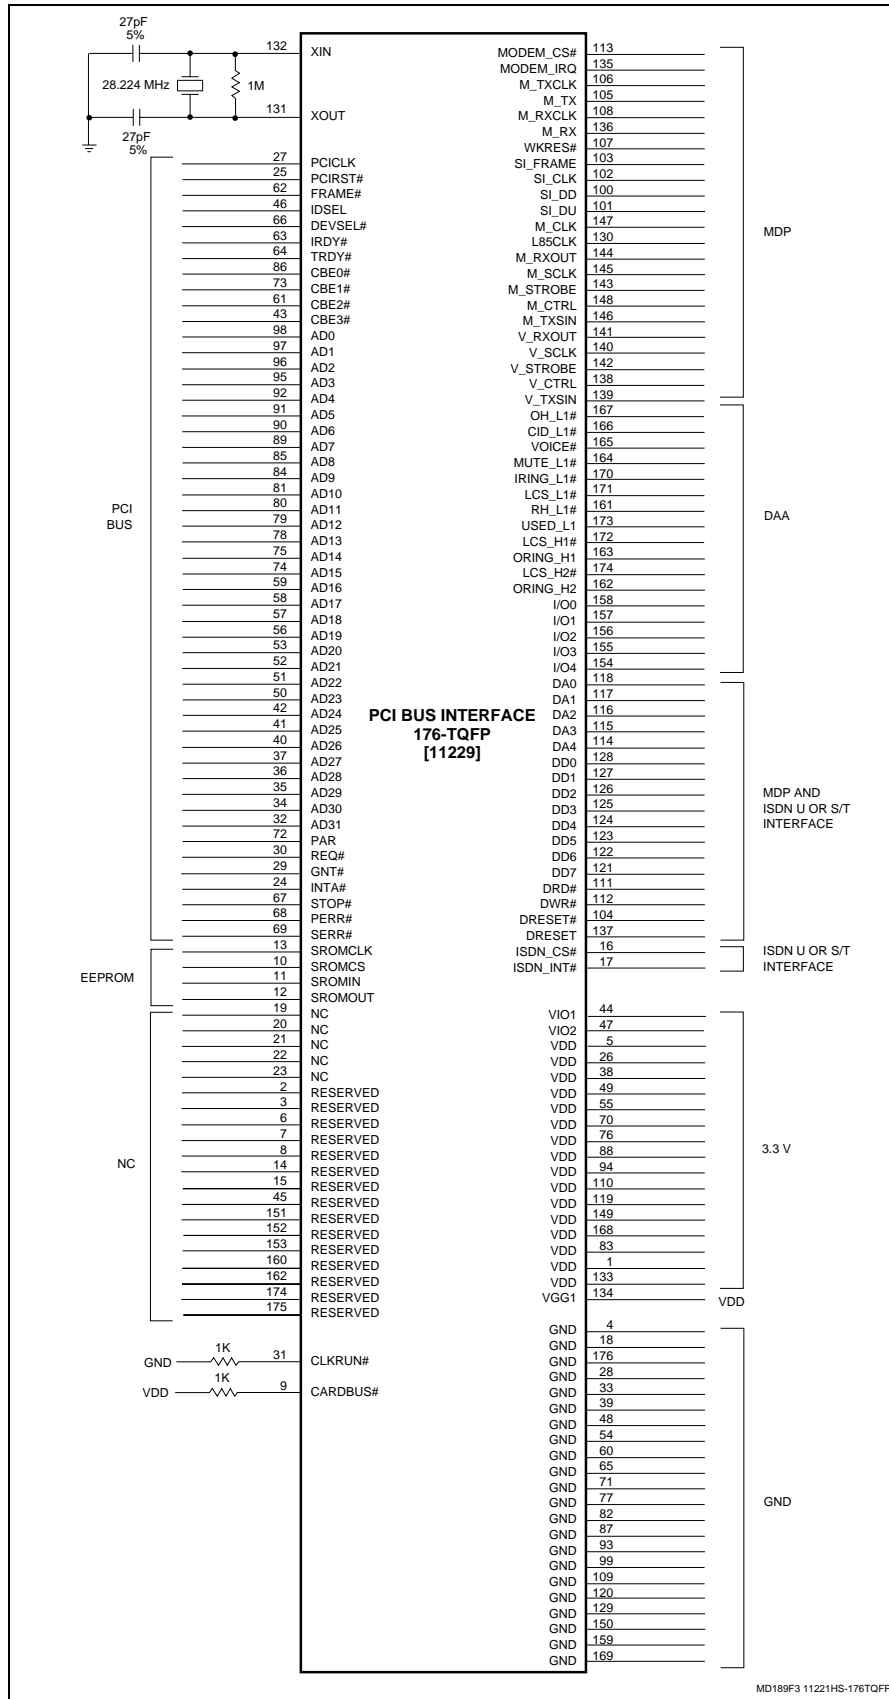 27pF
5%
132 XIN
28.224 MHz
1M
131 XOUT
27pF
5%
PCI
BUS
27 PCICLK
25 PCIRST#
62 FRAME#
46 IDSEL
66 DEVSEL#
63 IRDY#
64 TRDY#
86 CBE0#
73 CBE1#
61 CBE2#
43 CBE3#
98 AD0
97 AD1
96 AD2
95 AD3
92 AD4
91 AD5
90 AD6
89 AD7
85 AD8
84 AD9
81 AD10
80 AD11
79 AD12
78 AD13
75 AD14
74 AD15
59 AD16
58 AD17
57 AD18
56 AD19
53 AD20
52 AD21
51 AD22
50 AD23
42 AD24
41 AD25
40 AD26
37 AD27
36 AD28
35 AD29
34 AD30
32 AD31
72 PAR
30 REQ#
29 GNT#
24 INTA#
67 STOP#
68 PERR#
69 SERR#
EEPROM
13 SROMCLK
10 SROMCS
11 SROMIN
12 SROMOUT
NC
19 NC
20 NC
21 NC
22 NC
23 NC
2 RESERVED
3 RESERVED
6 RESERVED
7 RESERVED
8 RESERVED
14 RESERVED
15 RESERVED
45 RESERVED
151 RESERVED
152 RESERVED
153 RESERVED
160 RESERVED
162 RESERVED
174 RESERVED
175 RESERVED
GND 1K 31 CLKRUN#
VDD 1K 9 CARDBUS#
PCI BUS INTERFACE
176-TQFP
[11229]
MODEM_CS# 113
MODEM_IRQ 135
M_TXCLK 106
M_TX 105
M_RXCLK 108
M_RX 136
WKRES# 107
SI_FRAME 103
SI_CLK 102
SI_DD 100
SI_DU 101
M_CLK 147
L85CLK 130
M_RXOUT 144
M_SCLK 145
M_STROBE 143
M_CTRL 148
M_TXSIN 146
V_RXOUT 141
V_SCLK 140
V_STROBE 142
V_CTRL 138
V_TXSIN 139
MDP
OH_L1# 167
CID_L1# 166
VOICE# 165
MUTE_L1# 164
IRING_L1# 170
LCS_L1# 171
RH_L1# 161
USED_L1 173
LCS_H1# 172
ORING_H1 163
LCS_H2# 174
ORING_H2 162
I/O0 158
I/O1 157
I/O2 156
I/O3 155
I/O4 154
DAA
DA0 118
DA1 117
DA2 116
DA3 115
DA4 114
DD0 128
DD1 127
DD2 126
DD3 125
DD4 124
DD5 123
DD6 122
DD7 121
DRD# 111
DWR# 112
DRESET# 104
DRESET 137
MDP AND
ISDN U OR S/T
INTERFACE
ISDN_CS# 16
ISDN_INT# 17
ISDN U OR S/T
INTERFACE
VIO1 44
VIO2 47
VDD 5
VDD 26
VDD 38
VDD 49
VDD 55
VDD 70
VDD 76
VDD 88
VDD 94
VDD 110
VDD 119
VDD 149
VDD 168
VDD 83
VDD 1
VDD 133
3.3 V
VGG1 134 VDD
GND 4
GND 18
GND 176
GND 28
GND 33
GND 39
GND 48
GND 54
GND 60
GND 65
GND 71
GND 77
GND 82
GND 87
GND 93
GND 99
GND 109
GND 120
GND 129
GND 150
GND 159
GND 169
GND
MD189F3 11221HS-176TQFP